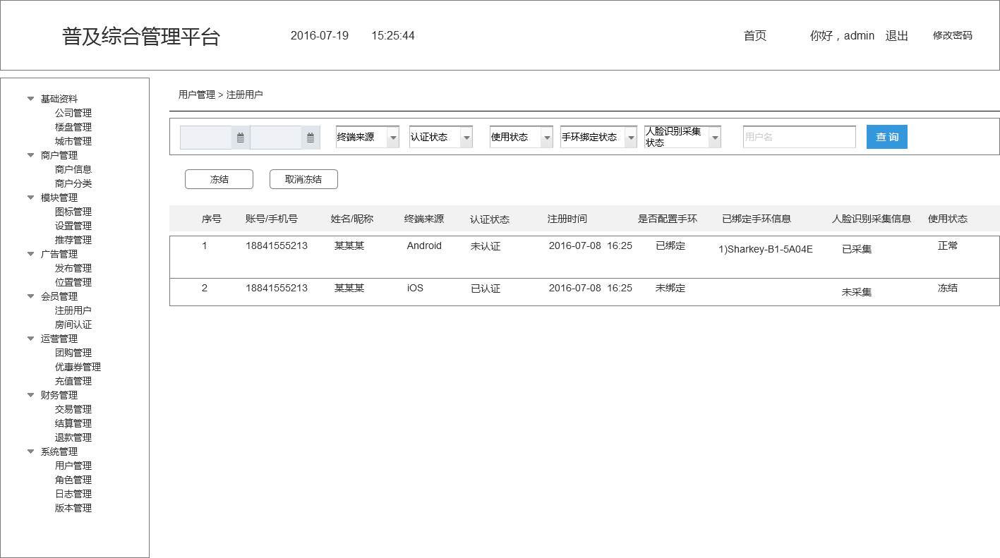 普及综合管理平台 2016-07-19 15:25:44 首页 你好，admin 退出 修改密码
基础资料
公司管理
楼盘管理
城市管理
商户管理
商户信息
商户分类
模块管理
图标管理
设置管理
推荐管理
广告管理
发布管理
位置管理
会员管理
注册用户
房间认证
运营管理
团购管理
优惠券管理
充值管理
财务管理
交易管理
结算管理
退款管理
系统管理
用户管理
角色管理
日志管理
版本管理
用户管理 > 注册用户
终端来源 认证状态 使用状态 手环绑定状态 人脸识别采集
状态 用户名 查 询
冻结 取消冻结
序号 账号/手机号 姓名/昵称 终端来源 认证状态 注册时间 是否配置手环 已绑定手环信息 人脸识别采集信息 使用状态
1 18841555213 某某某 Android 未认证 2016-07-08 16:25 已绑定 1)Sharkey-B1-5A04E 已采集 正常
2 18841555213 某某某 iOS 已认证 2016-07-08 16:25 未绑定 未采集 冻结